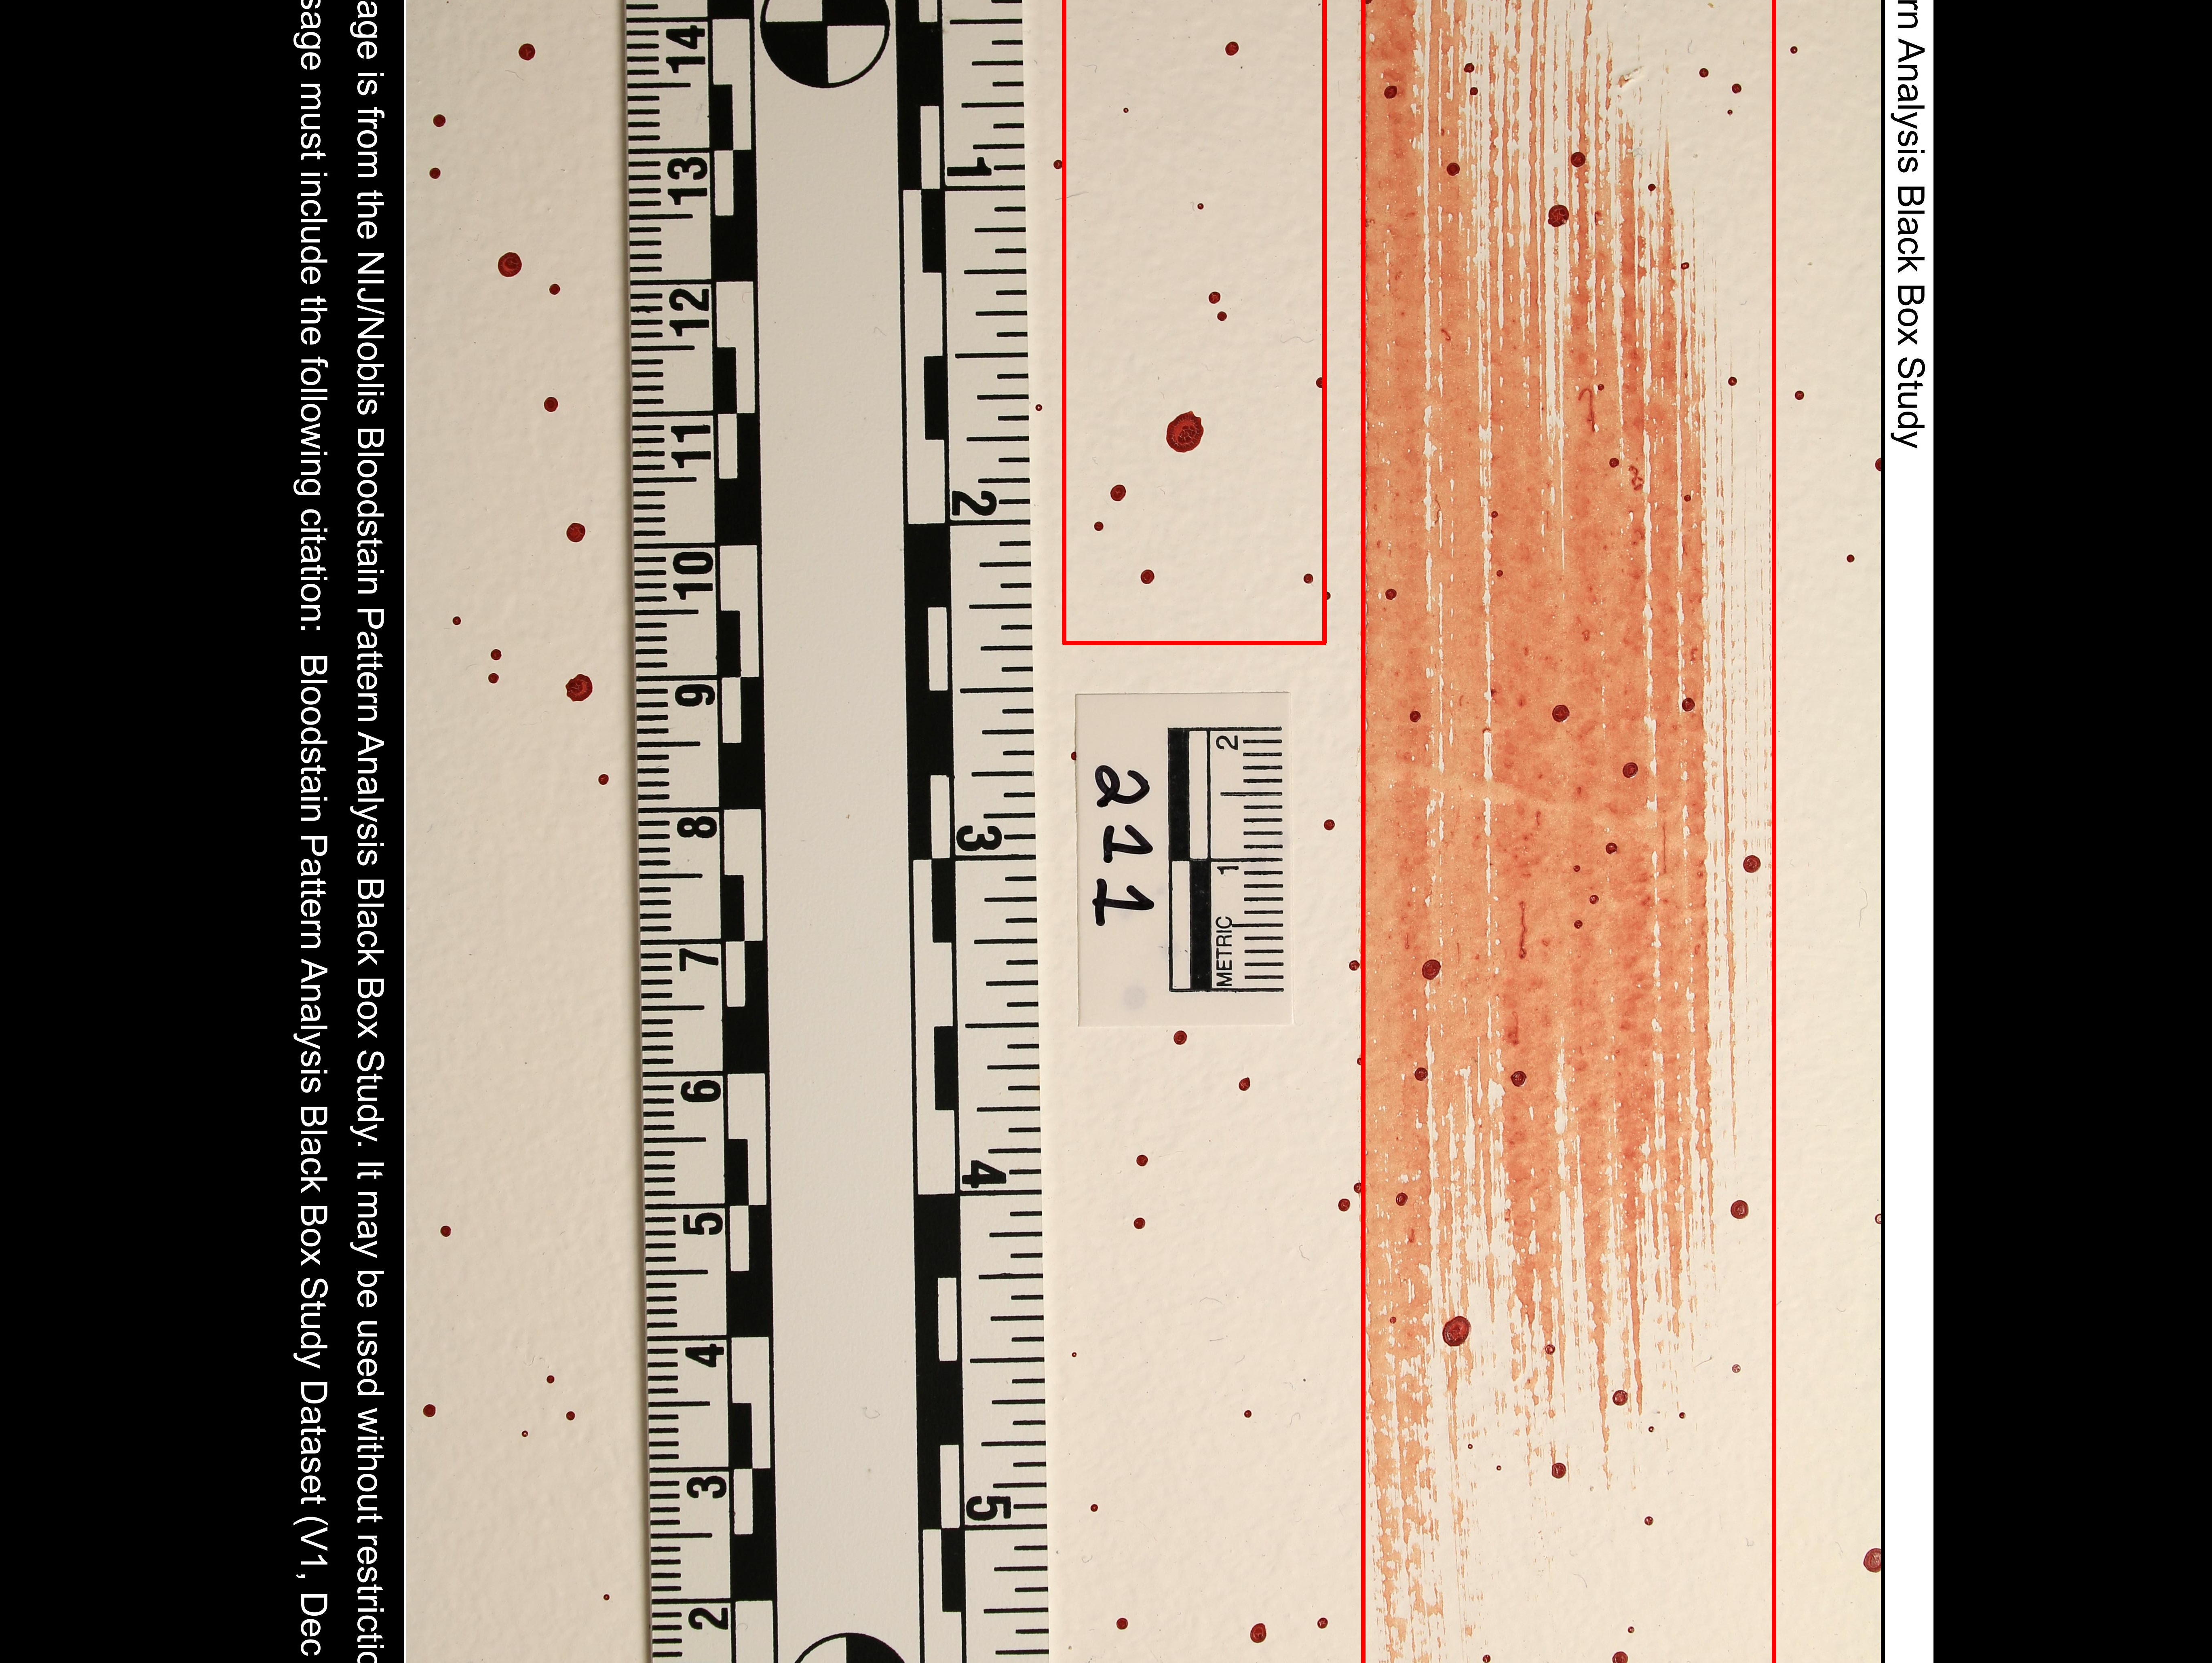 rn Analysis Black Box Study
2 1 METRIC
211
1 2 3 4 5
14 13 12 11 10 9 8 7 6 5 4 3 2
age is from the NIJ/Noblis Bloodstain Pattern Analysis Black Box Study. It may be used without restrictio
sage must include the following citation: Bloodstain Pattern Analysis Black Box Study Dataset (V1, Dec